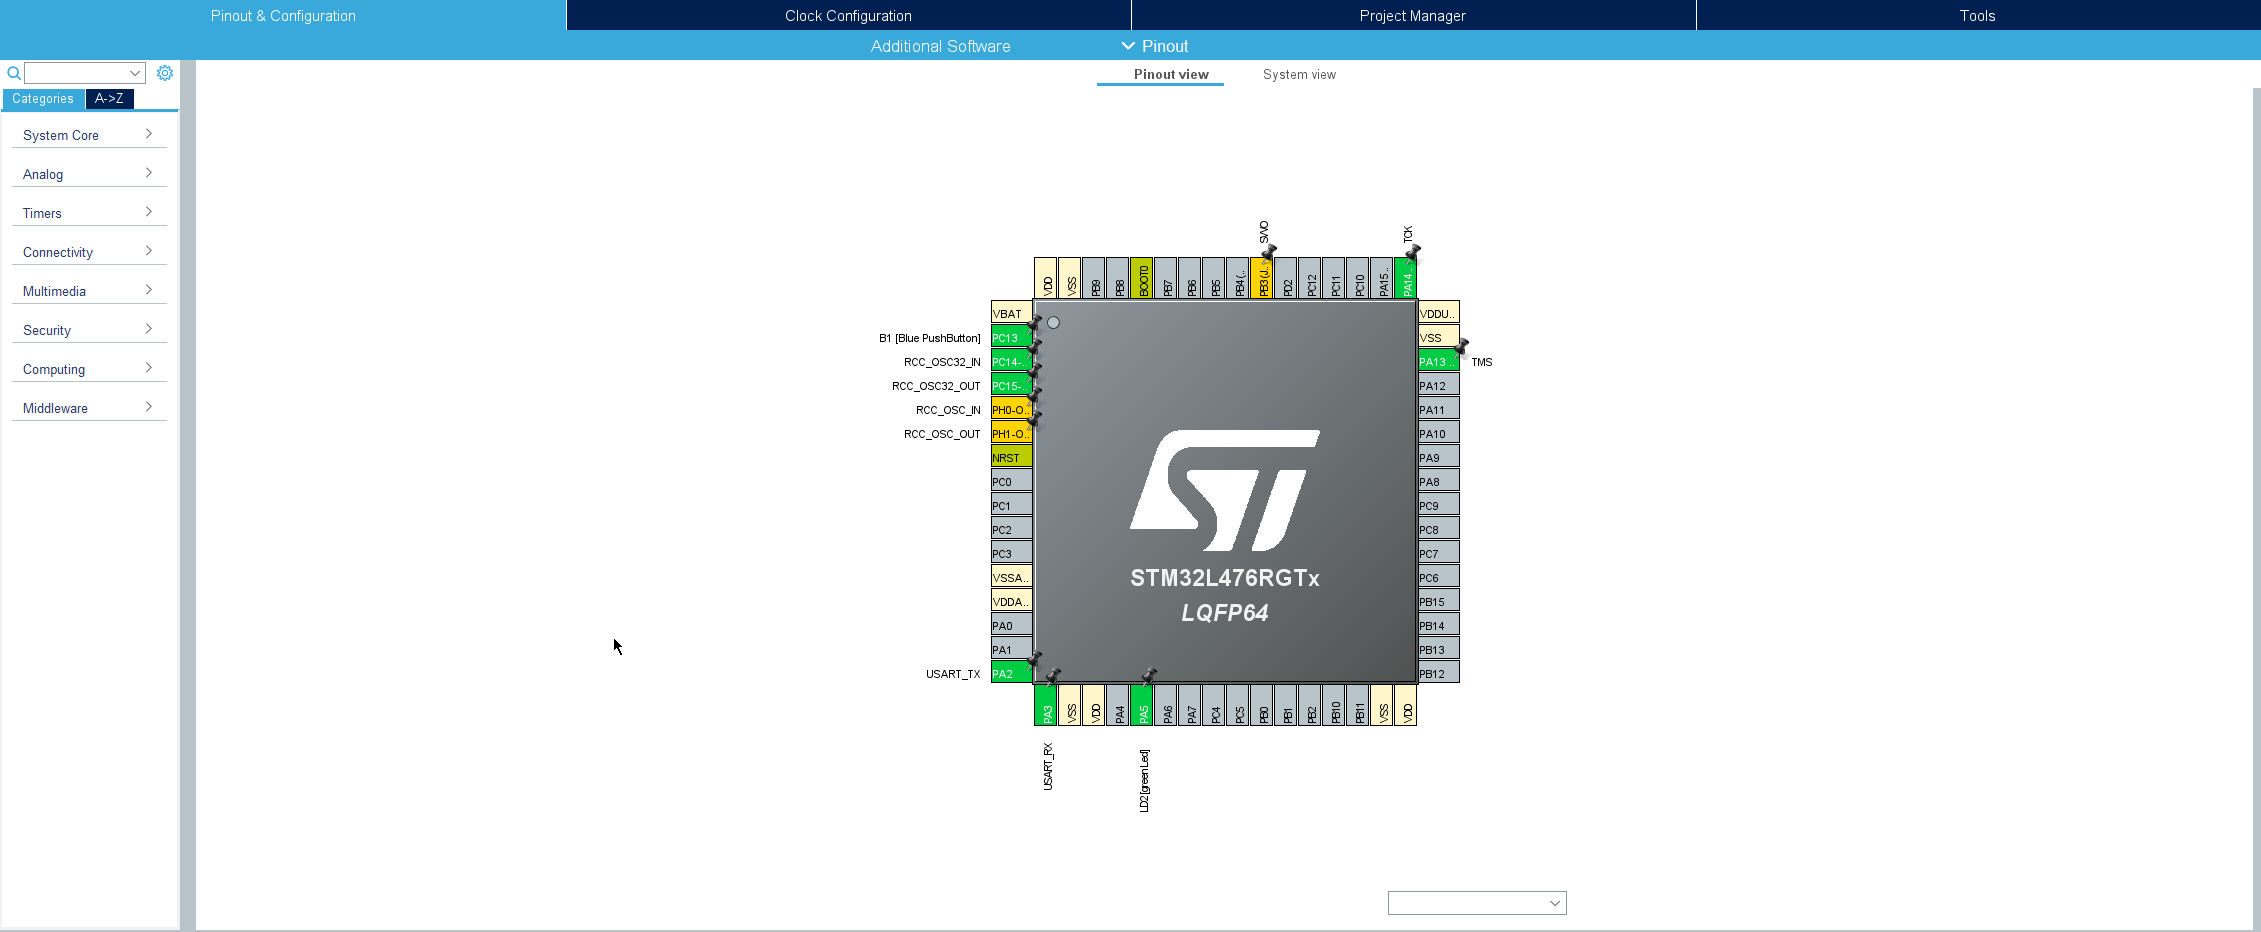 Pinout & Configuration
Clock Configuration
Project Manager
Tools
Additional Software
Pinout
Pinout view
System view
Categories
A->Z
System Core
Analog
Timers
Connectivity
Multimedia
Security
Computing
Middleware
SWO
TCK
VDD
VSS
PB9
PB8
BOOT0
PB7
PB6
PB5
PB4 (..
PB3 (J..
PD2
PC12
PC11
PC10
PA15 ..
PA14 ..
VBAT
B1 [Blue PushButton] PC13
RCC_OSC32_IN PC14-..
RCC_OSC32_OUT PC15-..
RCC_OSC_IN PH0-O..
RCC_OSC_OUT PH1-O..
NRST
PC0
PC1
PC2
PC3
VSSA..
VDDA..
PA0
PA1
USART_TX PA2
STM32L476RGTx
LQFP64
VDDU..
VSS
PA13 .. TMS
PA12
PA11
PA10
PA9
PA8
PC9
PC8
PC7
PC6
PB15
PB14
PB13
PB12
PA3
VSS
VDD
PA4
PA5
PA6
PA7
PC4
PC5
PB0
PB1
PB2
PB10
PB11
VSS
VDD
USART_RX
LD2 [green Led]